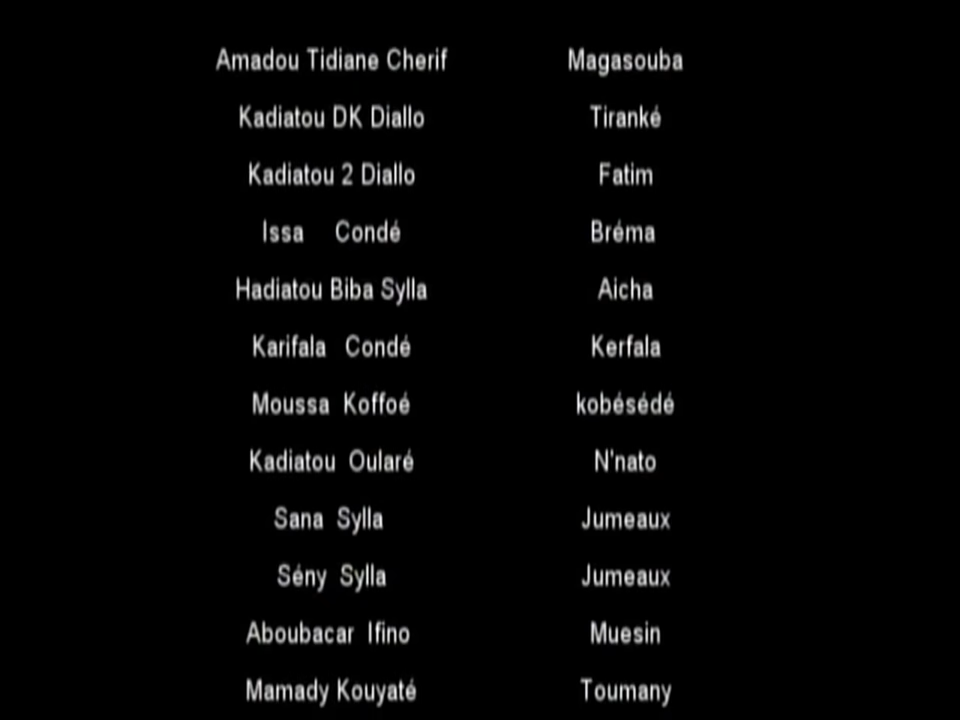 Amadou Tidiane Cherif Magasouba
Kadiatou DK Diallo Tiranké
Kadiatou 2 Diallo Fatim
Issa Condé Bréma
Hadiatou Biba Sylla Aicha
Karifala Condé Kerfala
Moussa Koffoé kobésédé
Kadiatou Oularé N'nato
Sana Sylla Jumeaux
Sény Sylla Jumeaux
Aboubacar Ifino Muesin
Mamady Kouyaté Toumany